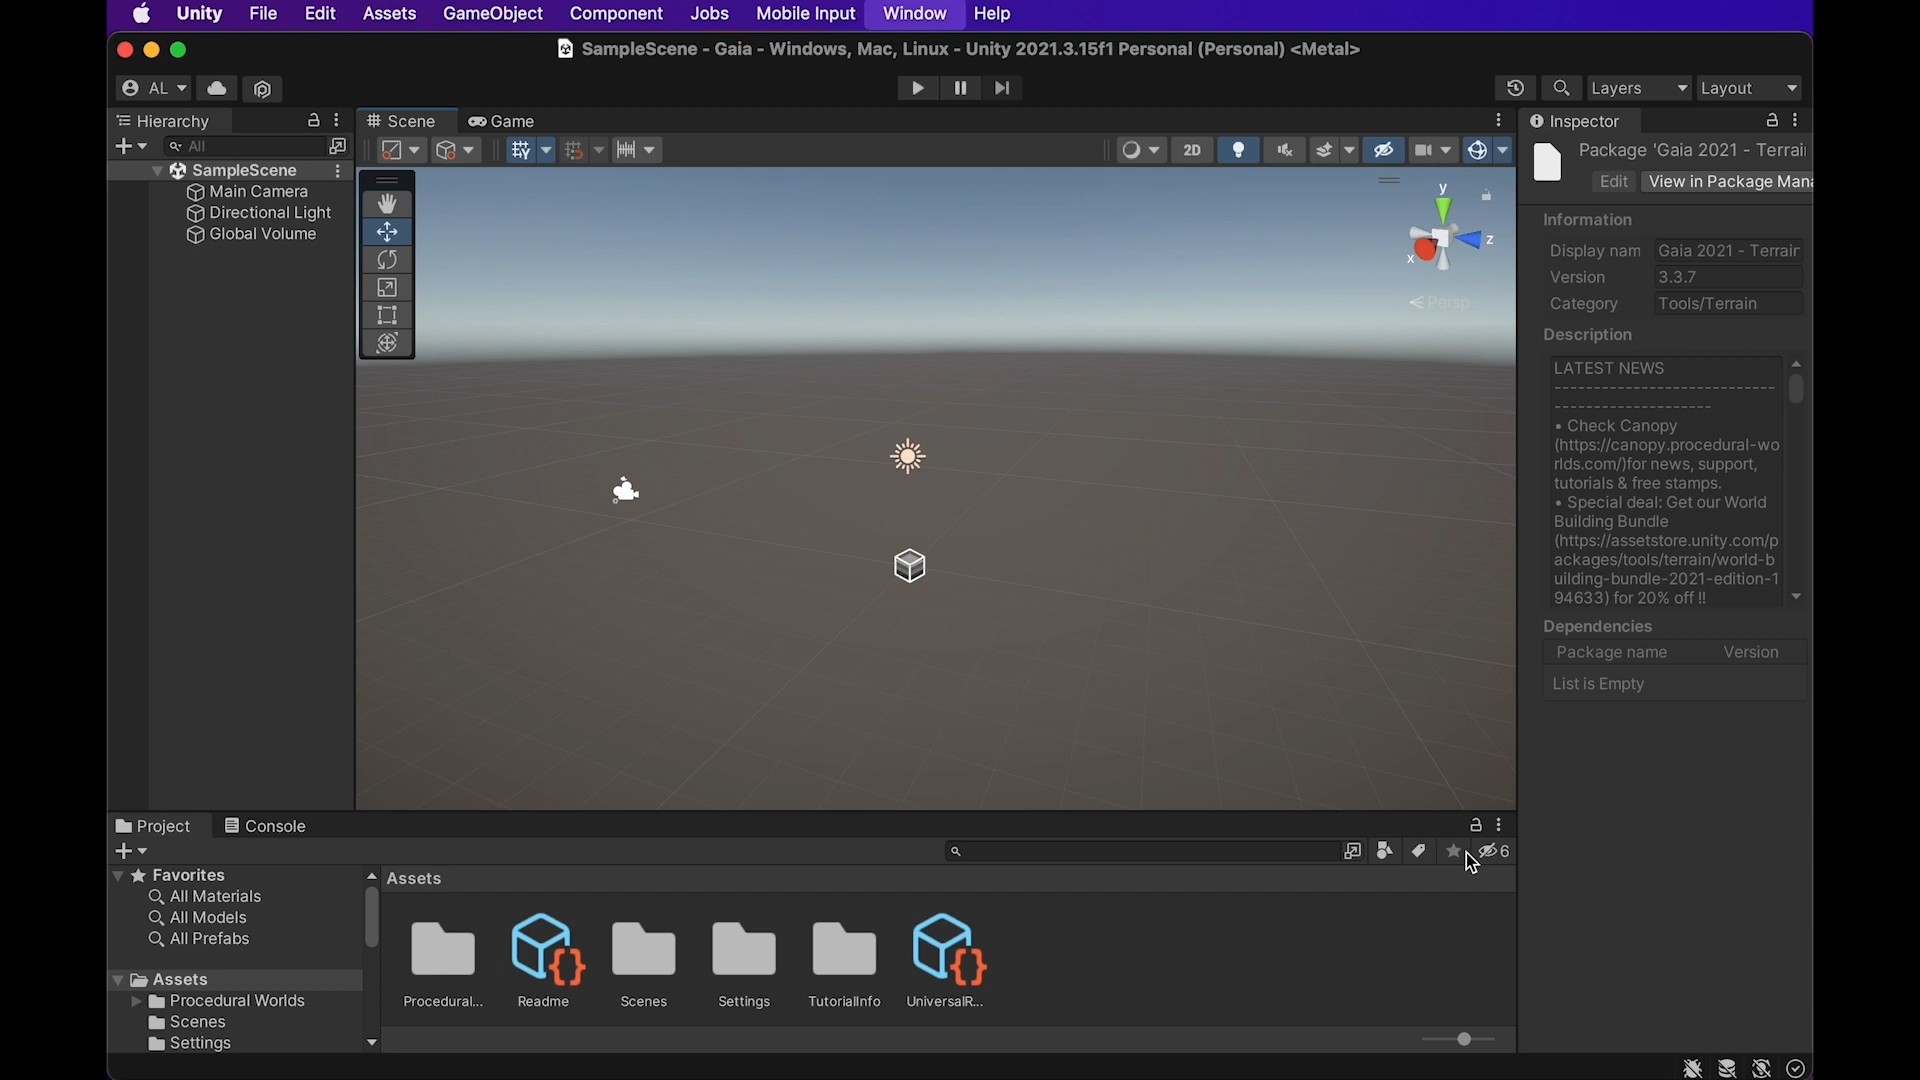 Unity File Edit Assets GameObject Component Jobs Mobile Input Window Help
SampleScene - Gaia - Windows, Mac, Linux - Unity 2021.3.15f1 Personal (Personal) <Metal>
AL
Layers
Layout
Hierarchy
All
SampleScene
Main Camera
Directional Light
Global Volume
Scene
Game
2D
y
z
x
Persp
Inspector
Package 'Gaia 2021 - Terrai
Edit
View in Package Mana
Information
Display nam Gaia 2021 - Terrair
Version 3.3.7
Category Tools/Terrain
Description
LATEST NEWS
----------------------------
--------------------
• Check Canopy
(https://canopy.procedural-wo
rlds.com/)for news, support,
tutorials & free stamps.
• Special deal: Get our World
Building Bundle
(https://assetstore.unity.com/p
ackages/tools/terrain/world-b
uilding-bundle-2021-edition-1
94633) for 20% off !!
Dependencies
Package name Version
List is Empty
Project
Console
6
Favorites
All Materials
All Models
All Prefabs
Assets
Procedural Worlds
Scenes
Settings
Assets
Procedural...
Readme
Scenes
Settings
TutorialInfo
UniversalR...